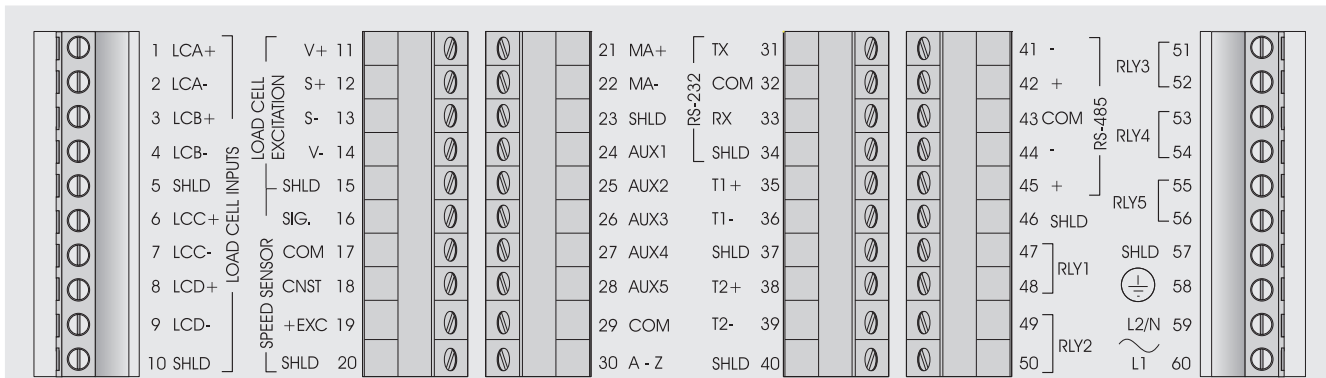 1 LCA+
2 LCA-
3 LCB+
4 LCB-
5 SHLD
6 LCC+
7 LCC-
8 LCD+
9 LCD-
10 SHLD
LOAD CELL INPUTS
LOAD CELL
EXCITATION
SPEED SENSOR
V+ 11
S+ 12
S- 13
V- 14
SHLD 15
SIG. 16
COM 17
CNST 18
+EXC 19
SHLD 20
21 MA+
22 MA-
23 SHLD
24 AUX1
25 AUX2
26 AUX3
27 AUX4
28 AUX5
29 COM
30 A - Z
RS-232
TX 31
COM 32
RX 33
SHLD 34
T1+ 35
T1- 36
SHLD 37
T2+ 38
T2- 39
SHLD 40
41 -
42 +
43 COM
44 -
45 +
46 SHLD
47
48
RLY1
49
50
RLY2
RS-485
RLY3
51
52
RLY4
53
54
RLY5
55
56
SHLD 57
58
L2/N 59
L1 60